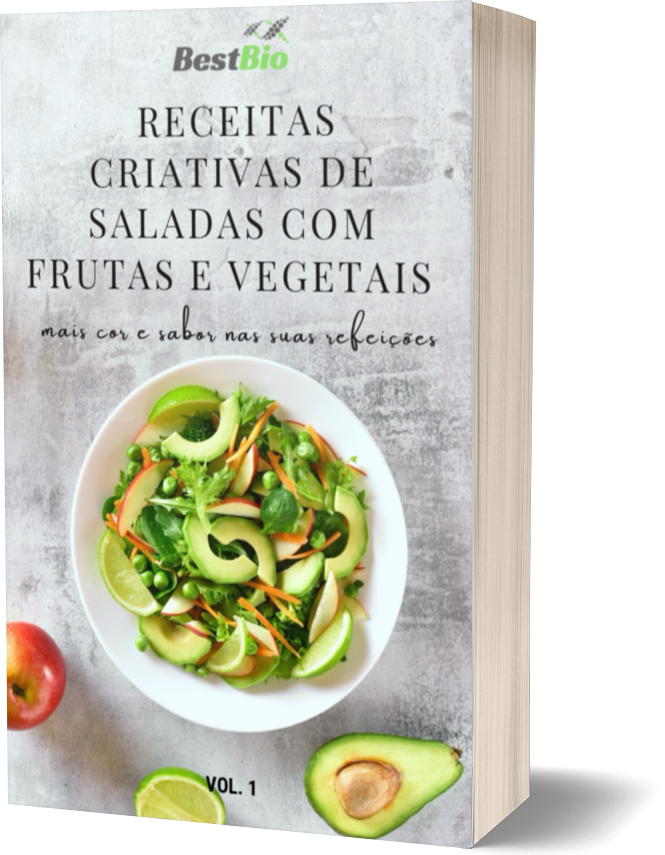 BestBio
RECEITAS
CRIATIVAS DE
SALADAS COM
FRUTAS E VEGETAIS
mais cor e sabor nas suas refeições
VOL. 1